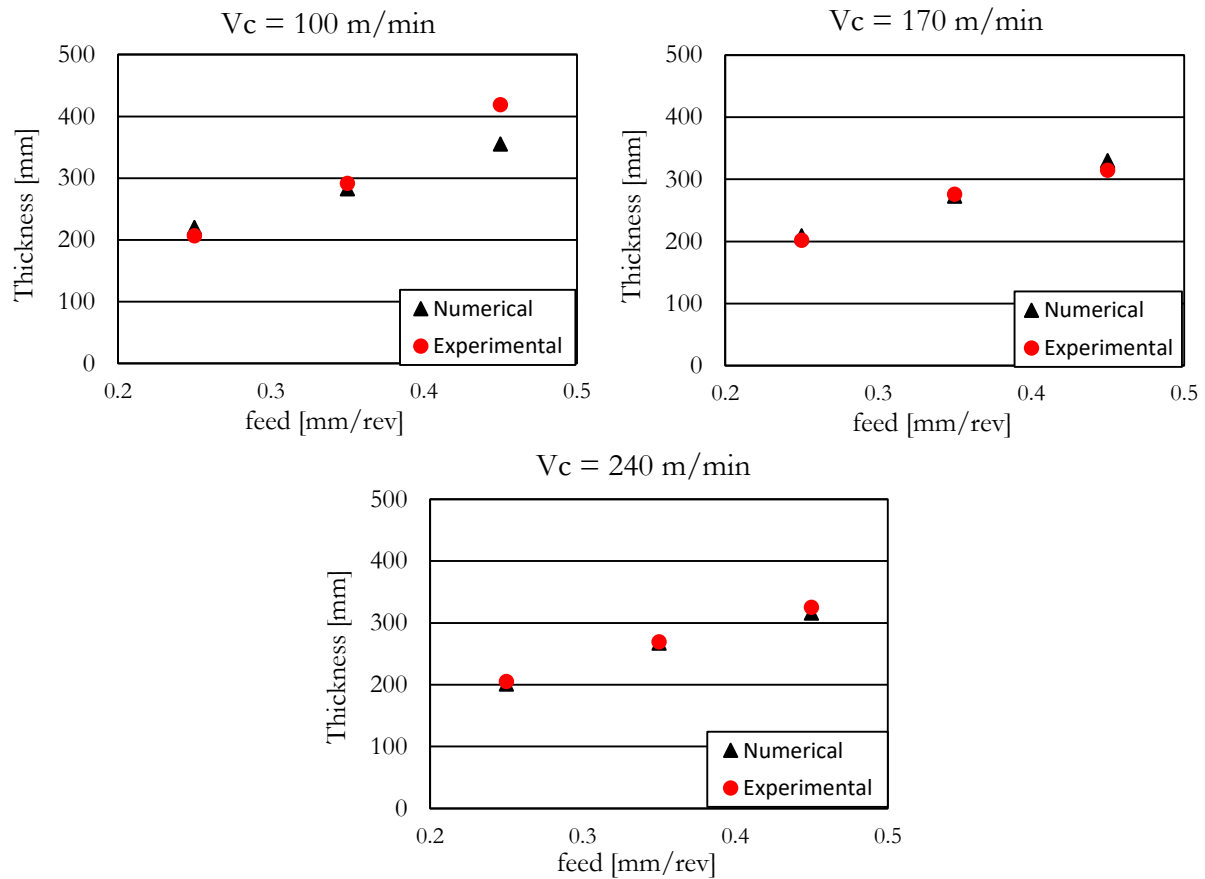 Vc = 100 m/min
500
400
300
200
100
0
Thickness [mm]
Numerical
Experimental
0.2 0.3 0.4 0.5
feed [mm/rev]
Vc = 170 m/min
500
400
300
200
100
0
Thickness [mm]
Numerical
Experimental
0.2 0.3 0.4 0.5
feed [mm/rev]
Vc = 240 m/min
500
400
300
200
100
0
Thickness [mm]
Numerical
Experimental
0.2 0.3 0.4 0.5
feed [mm/rev]